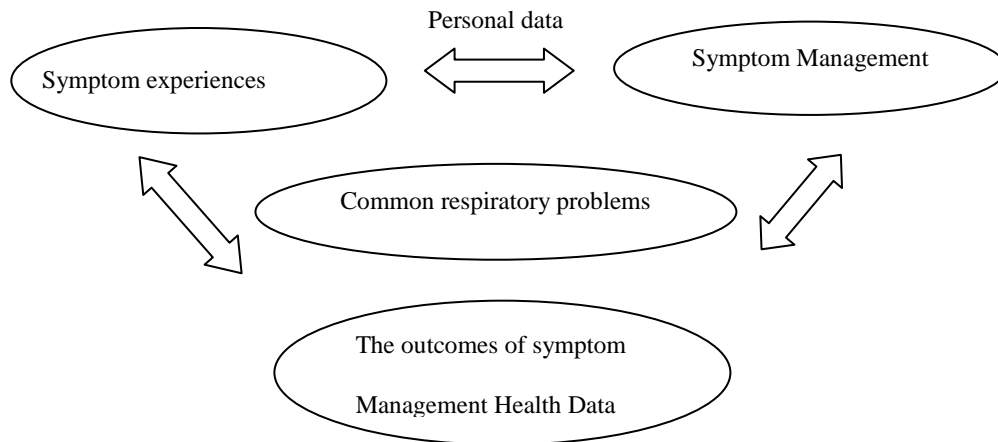 Personal data
Symptom experiences
Symptom Management
Common respiratory problems
The outcomes of symptom
Management Health Data